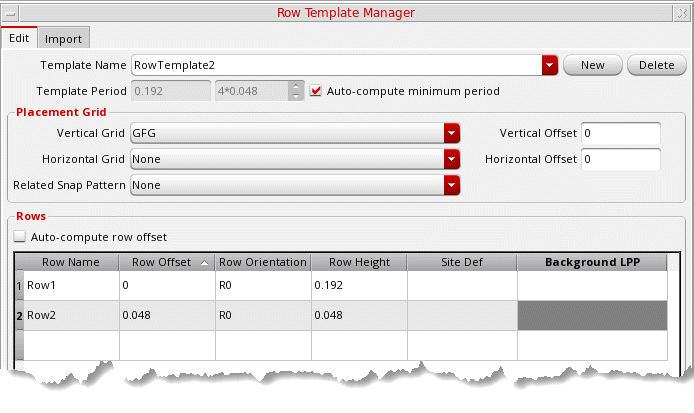 Row Template Manager
Edit Import
Template Name RowTemplate2 New Delete
Template Period 0.192 4*0.048 Auto-compute minimum period
Placement Grid
Vertical Grid GFG Vertical Offset 0
Horizontal Grid None Horizontal Offset 0
Related Snap Pattern None
Rows
Auto-compute row offset
Row Name Row Offset Row Orientation Row Height Site Def Background LPP
1 Row1 0 R0 0.192
2 Row2 0.048 R0 0.048